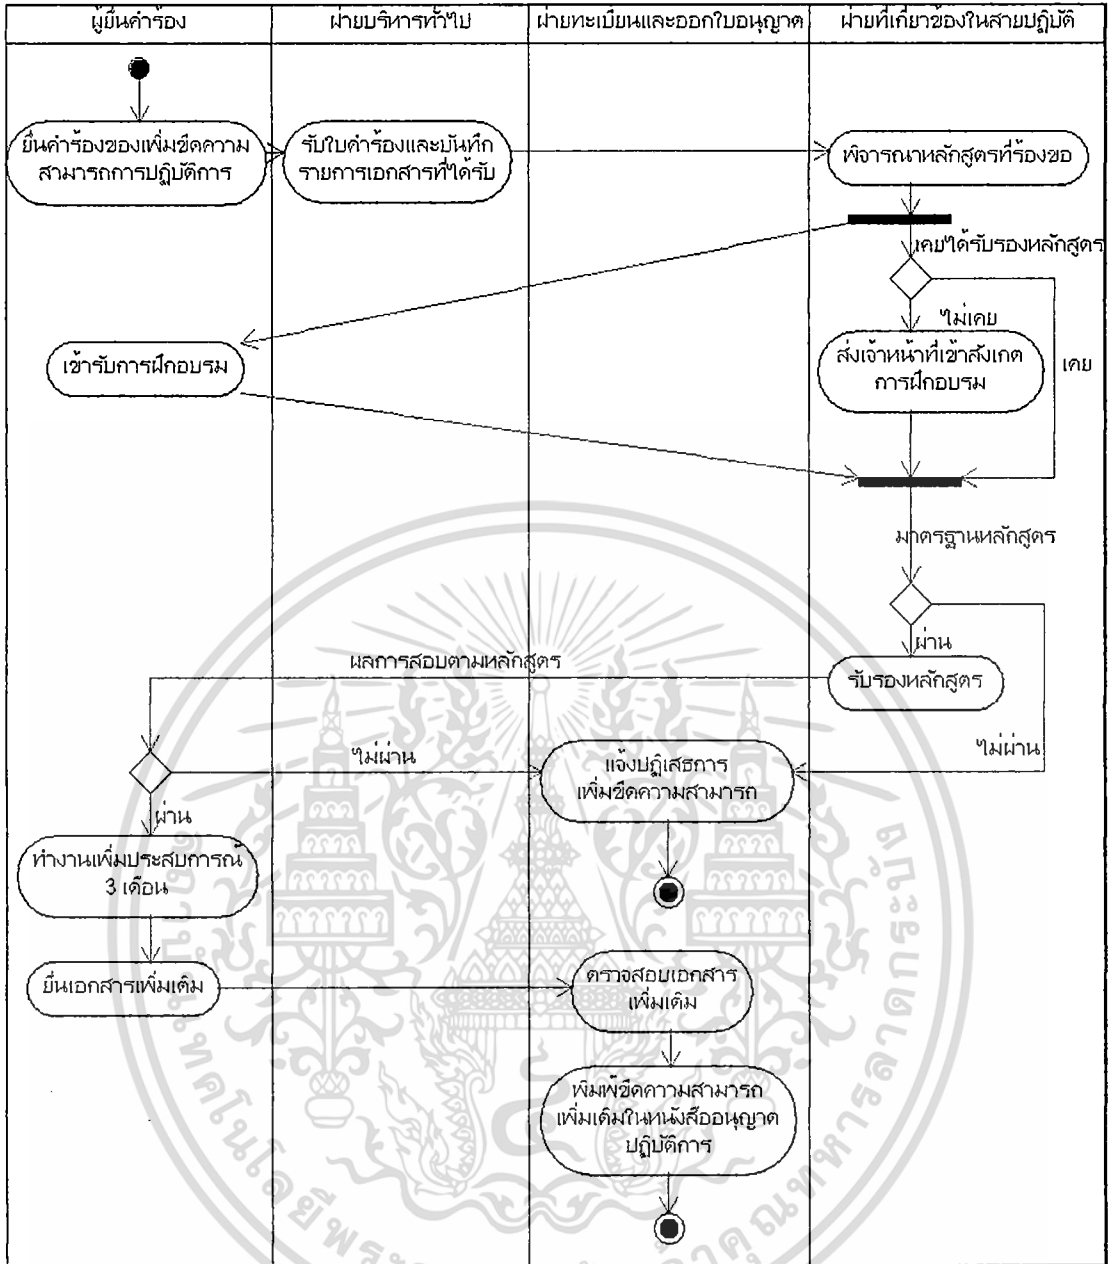 ผู้ยื่นคำร้อง
ฝ่ายบริหารทั่วไป
ฝ่ายทะเบียนและออกใบอนุญาต
ฝ่ายที่เกี่ยวข้องในสายปฏิบัติ
ยื่นคำร้องของเพิ่มขีดความ
สามารถการปฏิบัติการ
รับใบคำร้องและบันทึก
รายการเอกสารที่ได้รับ
พิจารณาหลักสูตรที่ร้องขอ
เคยได้รับรองหลักสูตร
ไม่เคย
เข้ารับการฝึกอบรม
ส่งเจ้าหน้าที่เข้าสังเกต
การฝึกอบรม
เคย
มาตรฐานหลักสูตร
ผ่าน
ผลการสอบตามหลักสูตร
รับรองหลักสูตร
ไม่ผ่าน
แจ้งปฏิเสธการ
เพิ่มขีดความสามารถ
ไม่ผ่าน
ผ่าน
ทำงานเพิ่มประสบการณ์
3 เดือน
ยื่นเอกสารเพิ่มเติม
ตรวจสอบเอกสาร
เพิ่มเติม
พิมพ์ขีดความสามารถ
เพิ่มเติมในหนังสืออนุญาต
ปฏิบัติการ